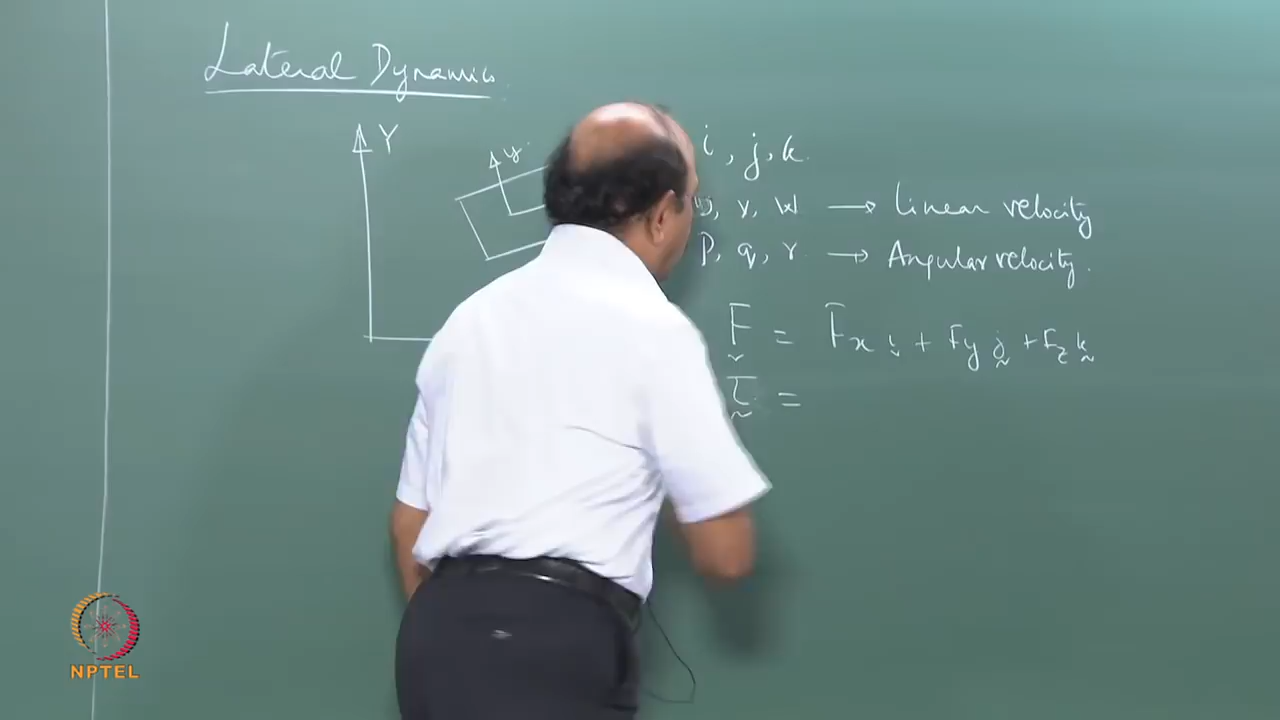 Lateral Dynamics
Y
y
i, j, k
υ, v, w → Linear velocity
p, q, r → Angular velocity.
F = Fx i + Fy j + Fz k
τ =
NPTEL